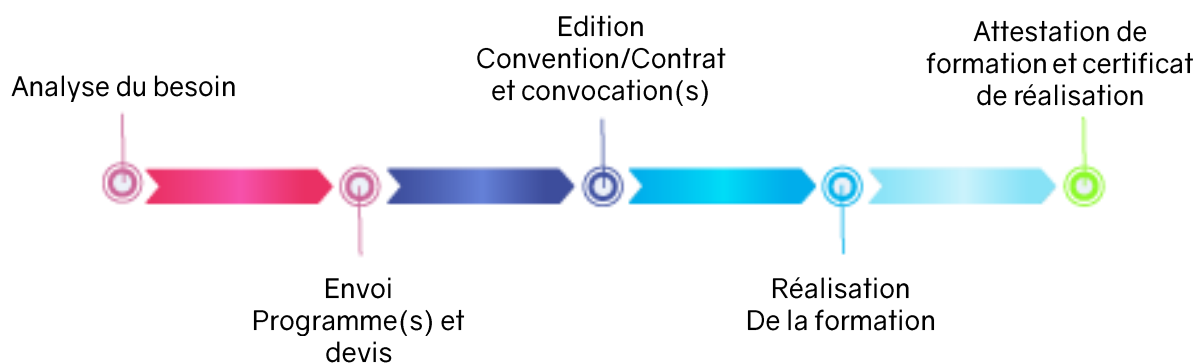 Analyse du besoin
Envoi
Programme(s) et
devis
Edition
Convention/Contrat
et convocation(s)
Réalisation
De la formation
Attestation de
formation et certificat
de réalisation